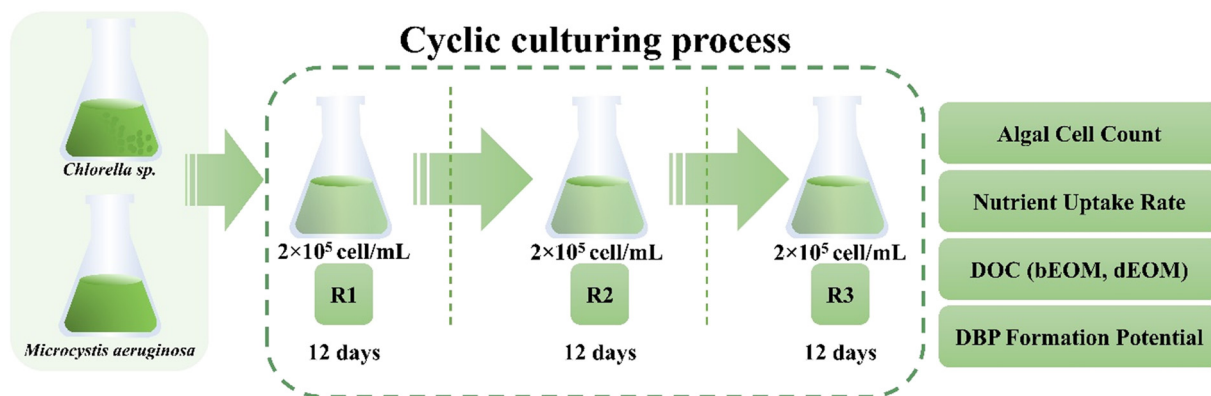 Cyclic culturing process
Chlorella sp.
Microcystis aeruginosa
2×10⁵ cell/mL
R1
12 days
2×10⁵ cell/mL
R2
12 days
2×10⁵ cell/mL
R3
12 days
Algal Cell Count
Nutrient Uptake Rate
DOC (bEOM, dEOM)
DBP Formation Potential